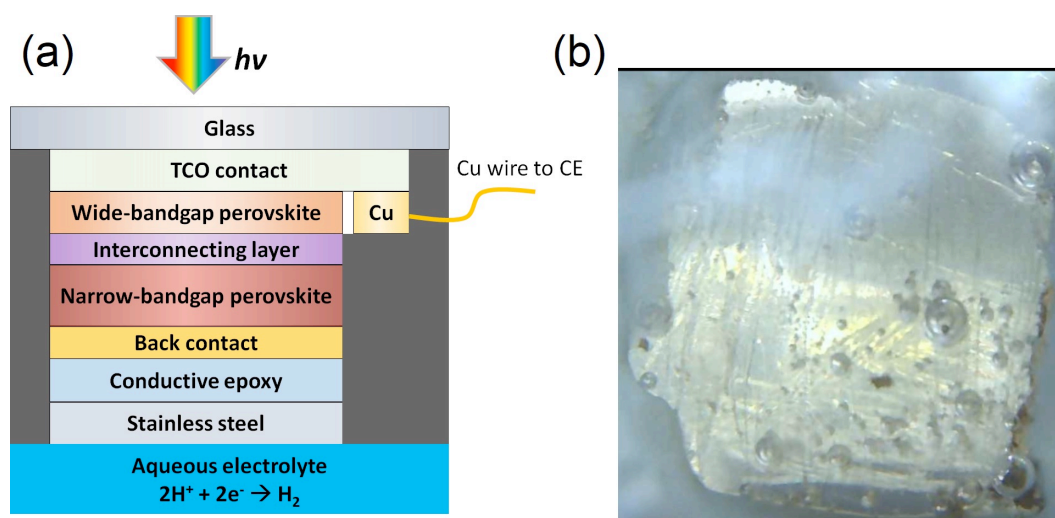 (a)
hν
Glass
TCO contact
Cu wire to CE
Wide-bandgap perovskite
Cu
Interconnecting layer
Narrow-bandgap perovskite
Back contact
Conductive epoxy
Stainless steel
Aqueous electrolyte
2H⁺ + 2e⁻ → H₂
(b)